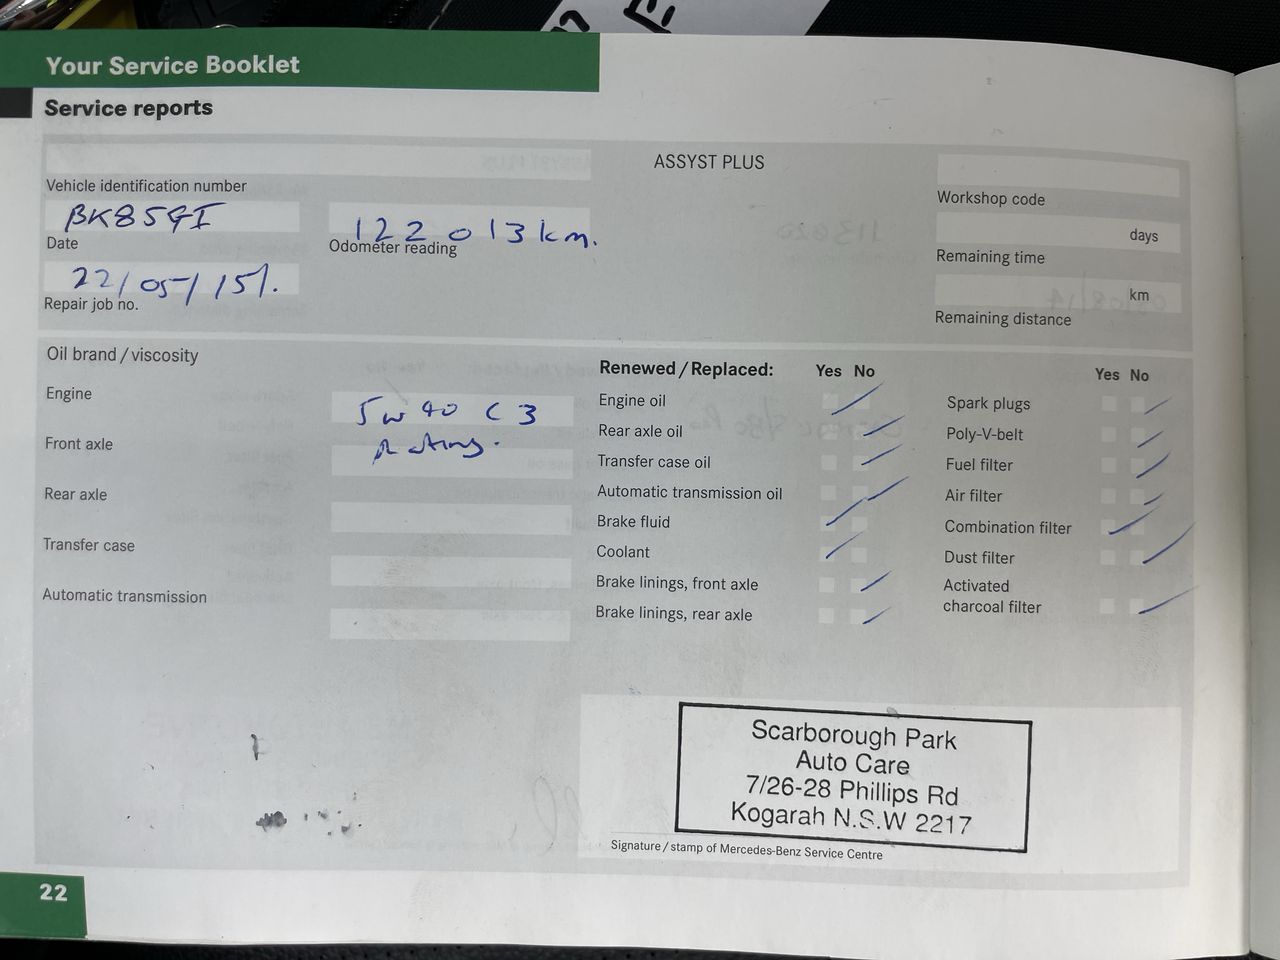 Your Service Booklet
Service reports
ASSYST PLUS
Vehicle identification number
Workshop code
BK85GI
122013km.
days
Date
Odometer reading
Remaining time
22/05/15/.
km
Repair job no.
Remaining distance
Oil brand / viscosity
Engine
5w40 C3
Front axle
Rating.
Rear axle
Transfer case
Automatic transmission
Renewed / Replaced: Yes No
Engine oil
Rear axle oil
Transfer case oil
Automatic transmission oil
Brake fluid
Coolant
Brake linings, front axle
Brake linings, rear axle
Yes No
Spark plugs
Poly-V-belt
Fuel filter
Air filter
Combination filter
Dust filter
Activated
charcoal filter
Scarborough Park
Auto Care
7/26-28 Phillips Rd
Kogarah N.S.W 2217
Signature / stamp of Mercedes-Benz Service Centre
22